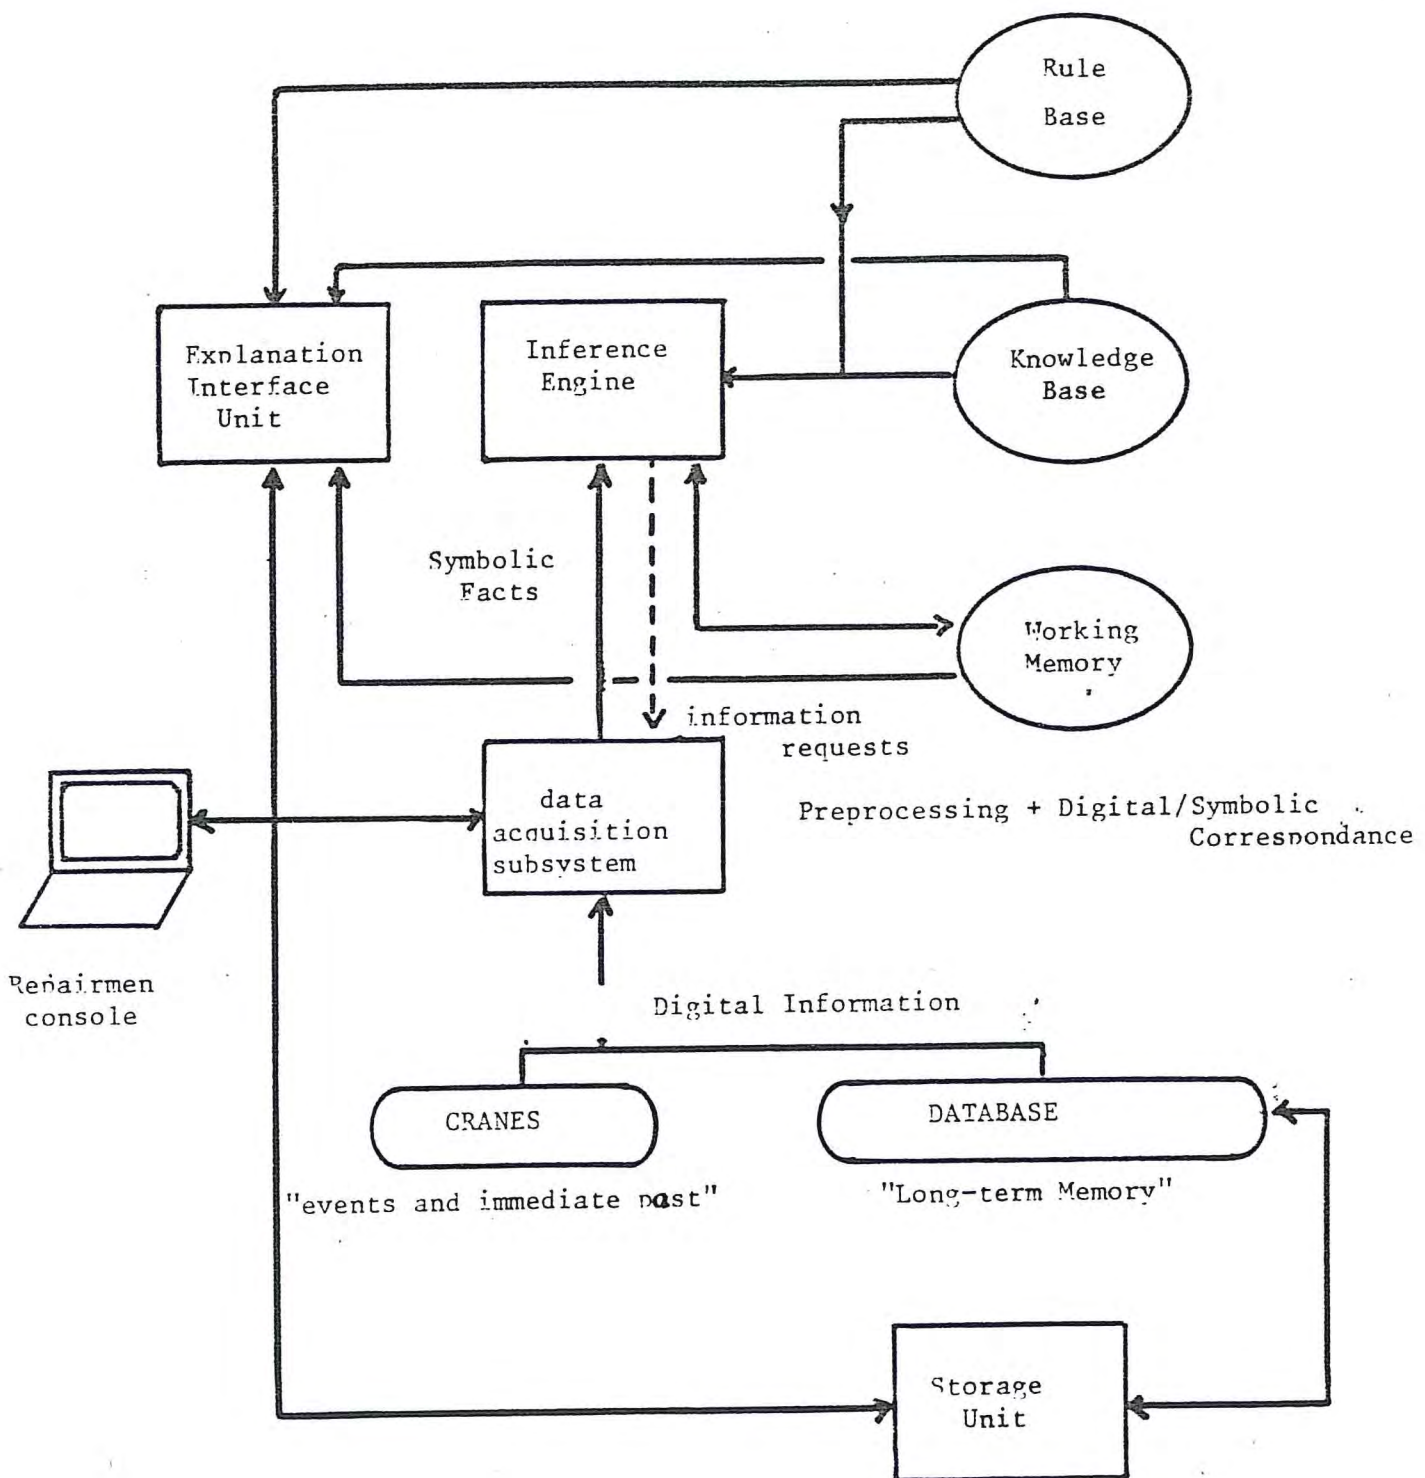 Rule
Base
Explanation
Interface
Unit
Inference
Engine
Knowledge
Base
Symbolic
Facts
Working
Memory
information
requests
data
acquisition
subsystem
Preprocessing + Digital/Symbolic
Correspondance
Repairmen
console
Digital Information
CRANES
DATABASE
"events and immediate past"
"Long-term Memory"
Storage
Unit